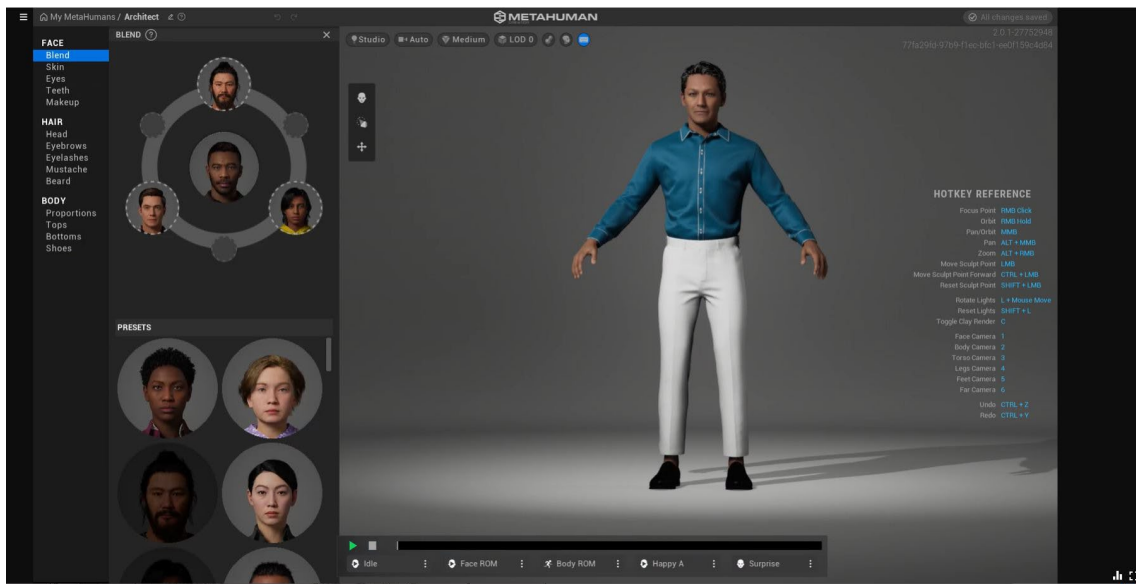 My MetaHumans / Architect
METAHUMAN
All changes saved
2.0.1-27752946
FACE
Blend
Skin
Eyes
Teeth
Makeup
HAIR
Head
Eyebrows
Eyelashes
Mustache
Beard
BODY
Proportions
Tops
Bottoms
Shoes
BLEND
PRESETS
Studio
Auto
Medium
LOD 0
HOTKEY REFERENCE
Focus Point RMB Click
Orbit RMB Hold
Pan/Orbit MMB
Pan ALT + MMB
Zoom ALT + RMB
Move Sculpt Point LMB
Move Sculpt Point Forward CTRL + LMB
Reset Sculpt Point SHIFT + LMB
Rotate Lights L + Mouse Move
Reset Lights SHIFT + L
Toggle Clay Render C
Face Camera 1
Body Camera 2
Torso Camera 3
Legs Camera 4
Feet Camera 5
Far Camera 6
Undo CTRL + Z
Redo CTRL + Y
Idle
Face ROM
Body ROM
Happy A
Surprise